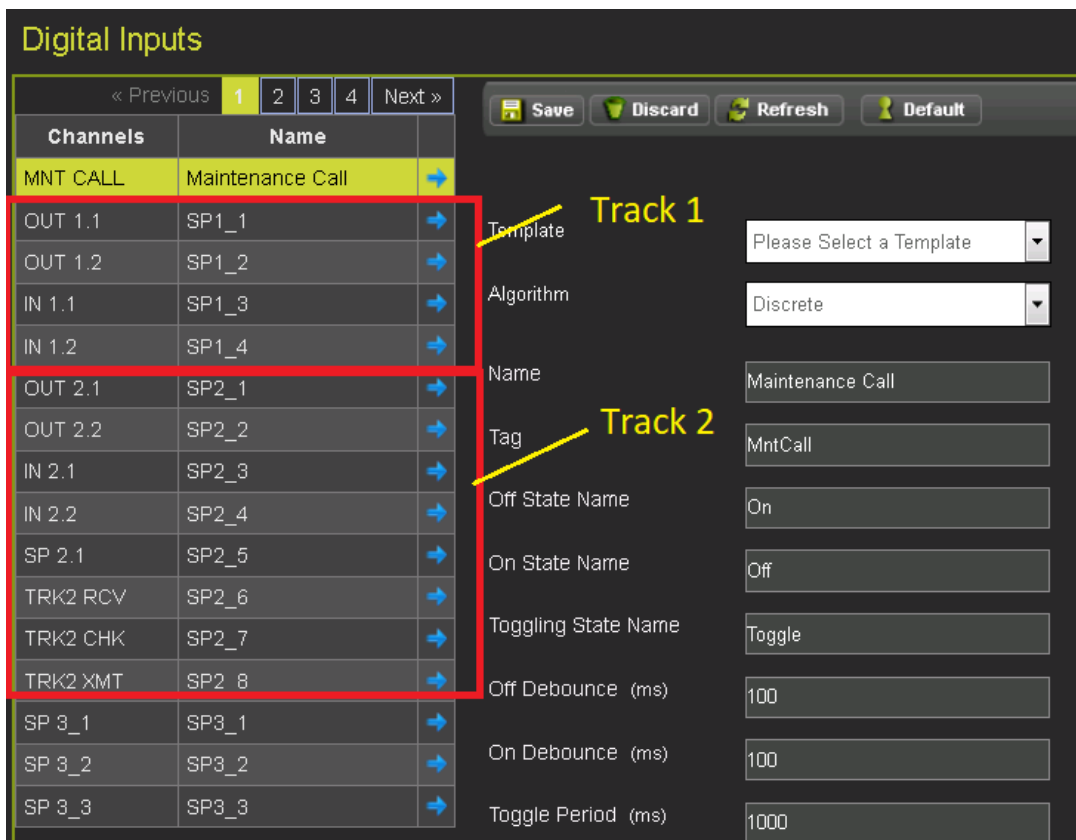 Digital Inputs
« Previous 1 2 3 4 Next »
Channels Name
MNT CALL Maintenance Call
OUT 1.1 SP1_1
OUT 1.2 SP1_2
IN 1.1 SP1_3
IN 1.2 SP1_4
OUT 2.1 SP2_1
OUT 2.2 SP2_2
IN 2.1 SP2_3
IN 2.2 SP2_4
SP 2.1 SP2_5
TRK2 RCV SP2_6
TRK2 CHK SP2_7
TRK2 XMT SP2_8
SP 3_1 SP3_1
SP 3_2 SP3_2
SP 3_3 SP3_3
Save Discard Refresh Default
Track 1
Template Please Select a Template
Algorithm Discrete
Name Maintenance Call
Track 2
Tag MntCall
Off State Name On
On State Name Off
Toggling State Name Toggle
Off Debounce (ms) 100
On Debounce (ms) 100
Toggle Period (ms) 1000